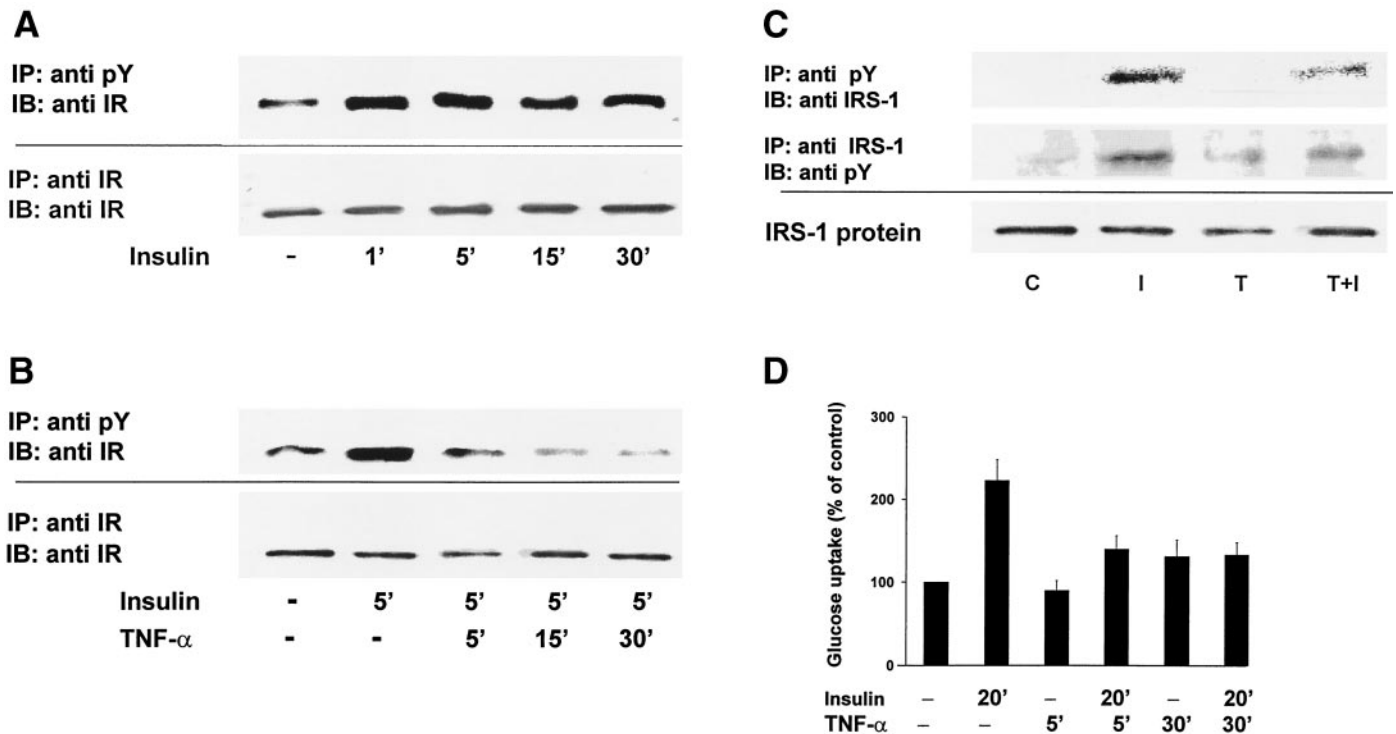 A
IP: anti pY
IB: anti IR
IP: anti IR
IB: anti IR
Insulin - 1' 5' 15' 30'
B
IP: anti pY
IB: anti IR
IP: anti IR
IB: anti IR
Insulin - 5' 5' 5' 5'
TNF-α - - 5' 15' 30'
C
IP: anti pY
IB: anti IRS-1
IP: anti IRS-1
IB: anti pY
IRS-1 protein
C I T T+I
D
Glucose uptake (% of control)
300
200
100
0
Insulin – 20' – 20' – 20'
TNF-α – – 5' 5' 30' 30'